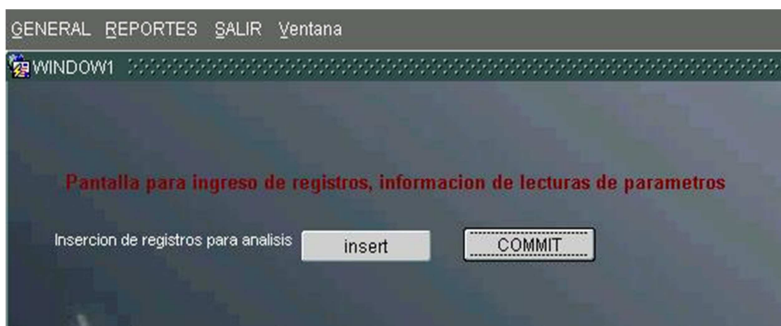 GENERAL REPORTES SALIR Ventana
WINDOW1
Pantalla para ingreso de registros, informacion de lecturas de parametros
Insercion de registros para analisis insert COMMIT